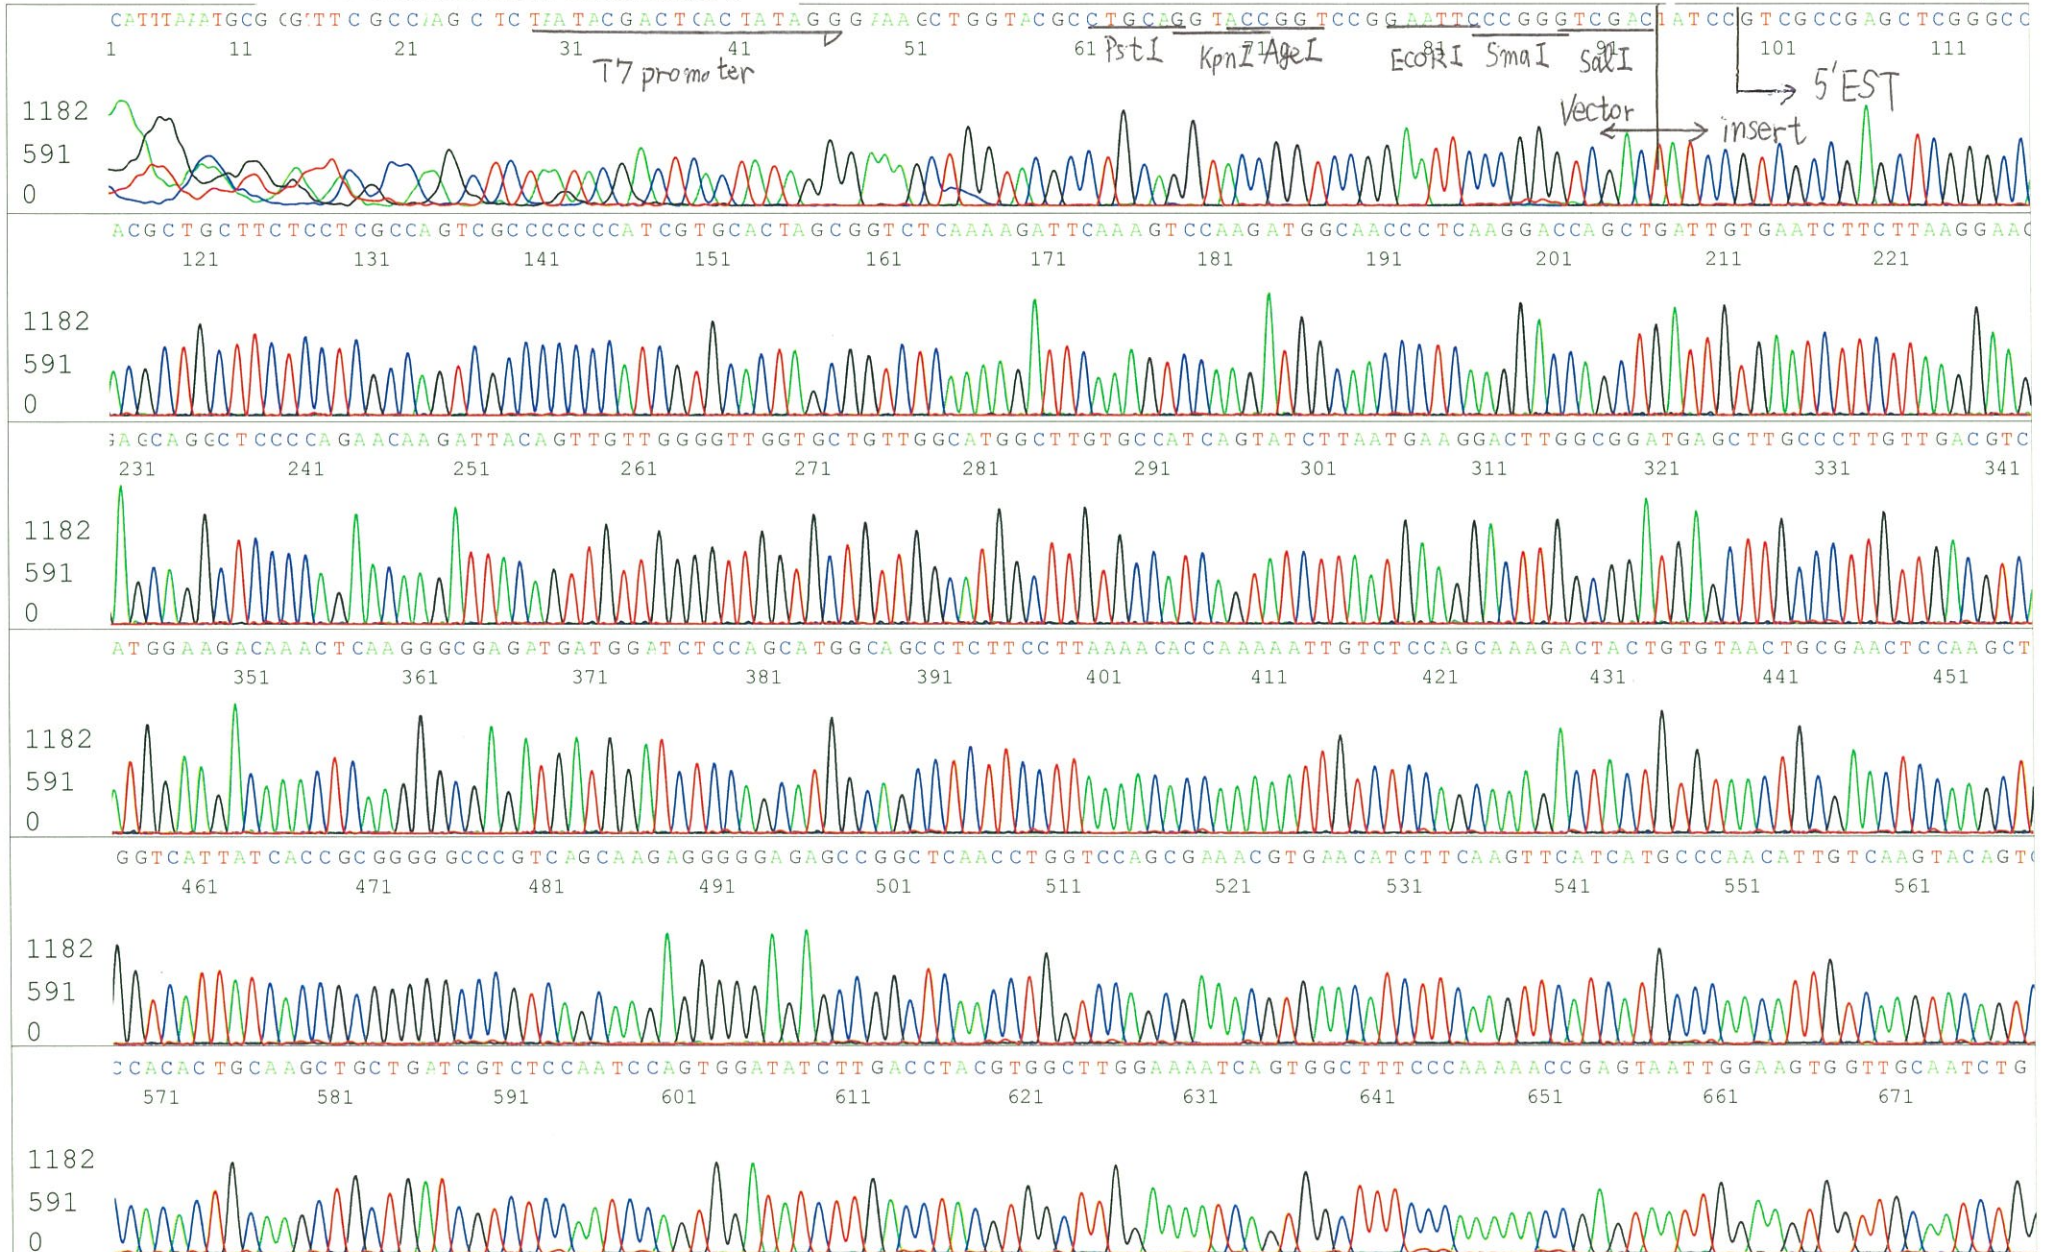 CATTTAAATGCG CGTTTCGCCAAGCTCTAATACGACTCACTATAGGGAAAGCTGGTACGCCTGCAGGTACCGGTCCGGAATTCCCGGGTCGACTATCCGTCGCCGAGCTCGGGCC
1 11 21 31 41 51 61 71 81 91 101 111
T7 promoter PstI KpnI AgeI EcoRI SmaI SalI
5'EST
Vector insert
1182
591
0
ACGCTGCTTCTCCTCGCCAGTCGCCCCCCCATCGTGCACTAGCGGTCTCAAAAGATTCAAAGTCCAAGATGGCAACCCTCAAGGACCAGCTGATTGTGAATCTTCTTAAGGAAG
121 131 141 151 161 171 181 191 201 211 221
1182
591
0
GAGCAGGCTCCCCAGAACAAGATTACAGTTGTTGGGGTTGGTGCTGTTGGCATGGCTTGTGCCATCAGTATCTTAATGAAGGACTTGGCGGATGAGCTTGCCCTTGTTGACGTC
231 241 251 261 271 281 291 301 311 321 331 341
1182
591
0
ATGGAAGACAAACTCAAGGGCGAGATGATGGATCTCCAGCATGGCAGCCTCTTCCTTAAAACACCAAAAATTGTCTCCAGCAAAGACTACTGTGTAACTGCGAACTCCAAGCT
351 361 371 381 391 401 411 421 431 441 451
1182
591
0
GGTCATTATCACCGCGGGGGCCCGTCAGCAAGAGGGGGAGAGCCGGCTCAACCTGGTCCAGCGAAACGTGAACATCTTCAAGTTCATCATGCCCAACATTGTCAAGTACAGTC
461 471 481 491 501 511 521 531 541 551 561
1182
591
0
CCACACTGCAAGCTGCTGATCGTCTCCAATCCAGTGGATATCTTGACCTACGTGGCTTGGAAAATCAGTGGCTTTCCCAAAAACCGAGTAATTGGAAGTGGTTGCAATCTG
571 581 591 601 611 621 631 641 651 661 671
1182
591
0